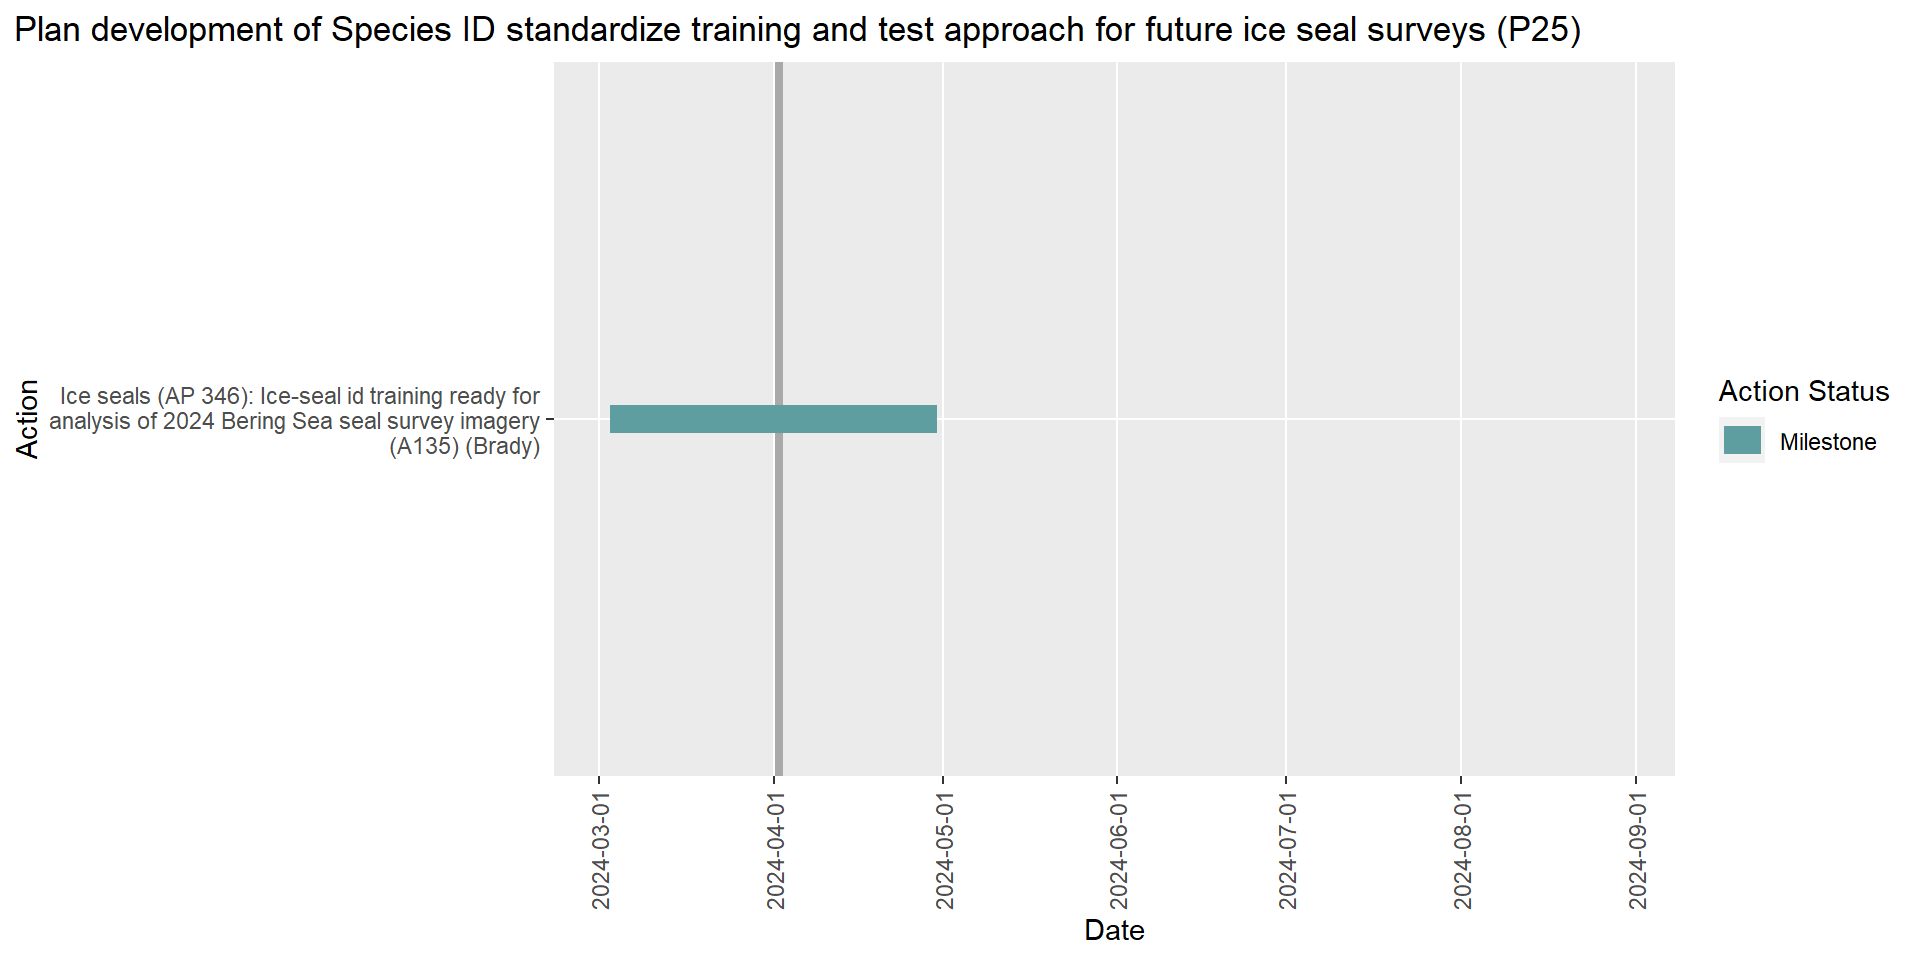 Plan development of Species ID standardize training and test approach for future ice seal surveys (P25)
Action
Ice seals (AP 346): Ice-seal id training ready for
analysis of 2024 Bering Sea seal survey imagery
(A135) (Brady)
Action Status
Milestone
2024-03-01
2024-04-01
2024-05-01
2024-06-01
2024-07-01
2024-08-01
2024-09-01
Date